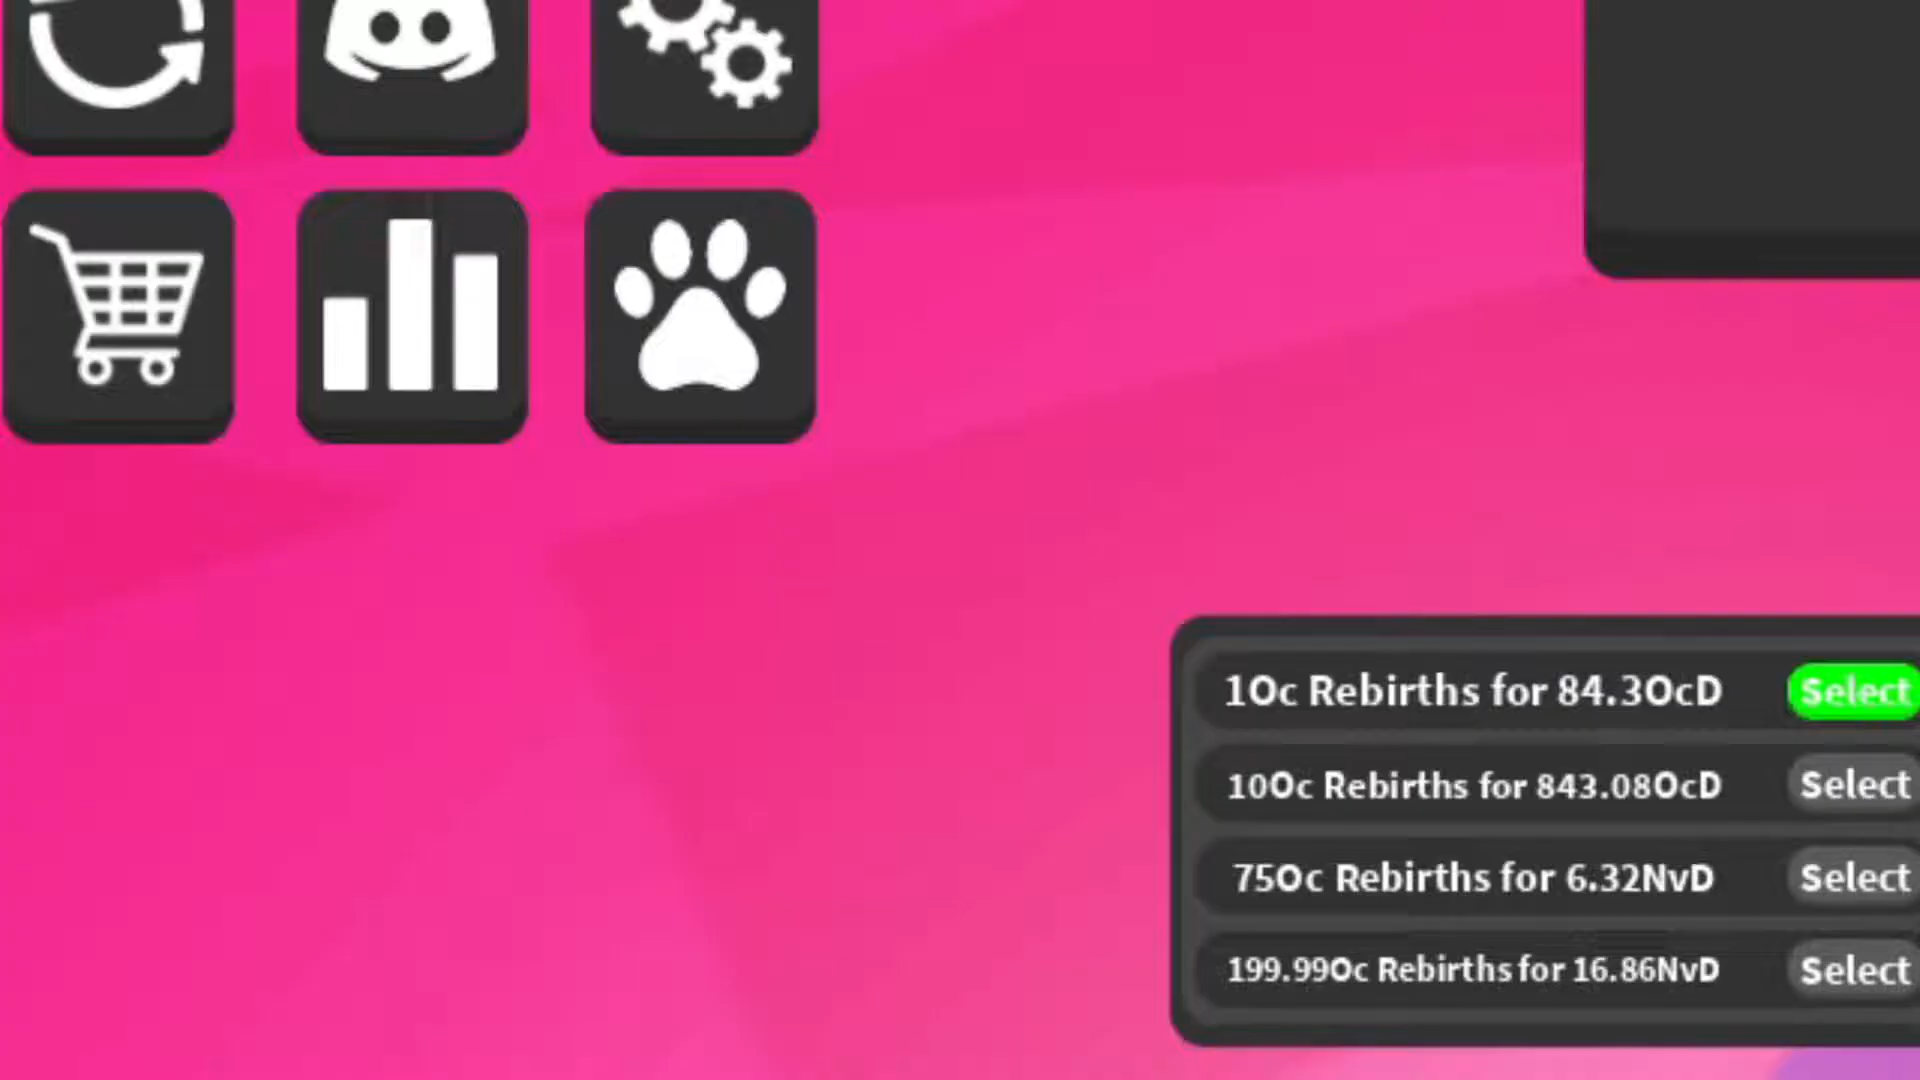 1Oc Rebirths for 84.3OcD Select
10Oc Rebirths for 843.08OcD Select
75Oc Rebirths for 6.32NvD Select
199.99Oc Rebirths for 16.86NvD Select